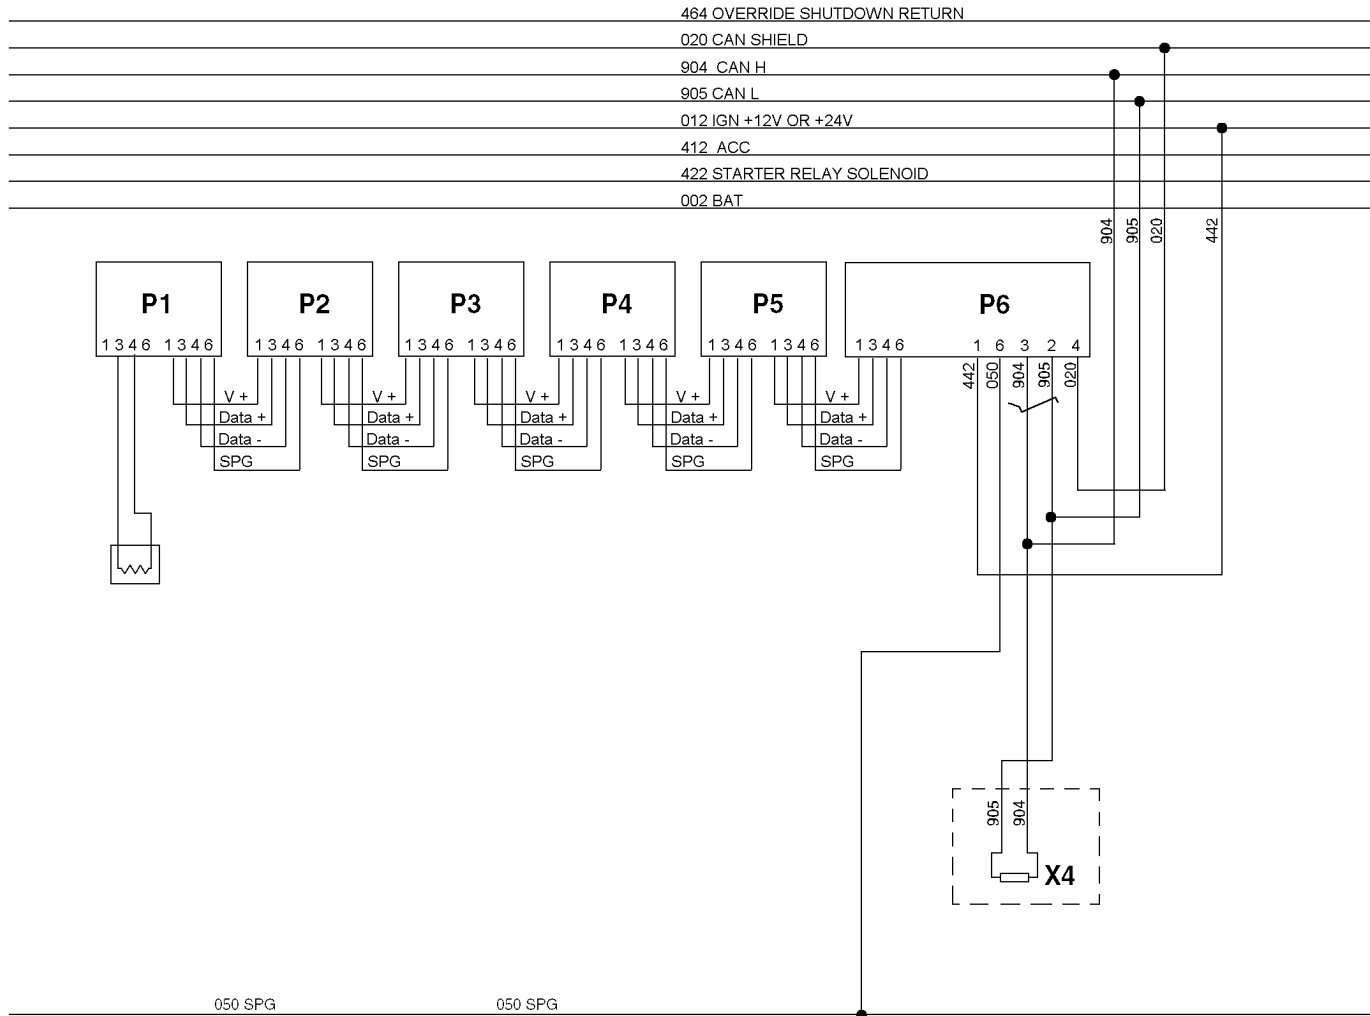 464 OVERRIDE SHUTDOWN RETURN
020 CAN SHIELD
904 CAN H
905 CAN L
012 IGN +12V OR +24V
412 ACC
422 STARTER RELAY SOLENOID
002 BAT
904 905 020 442
P1 P2 P3 P4 P5 P6
1 3 4 6 1 3 4 6 1 3 4 6 1 3 4 6 1 3 4 6 1 3 4 6 1 3 4 6 1 3 4 6 1 3 4 6 1 3 4 6 1 3 4 6 1 6 3 2 4
442 050 904 905 020
V + V + V + V + V +
Data + Data + Data + Data + Data +
Data - Data - Data - Data - Data -
SPG SPG SPG SPG SPG
905 904
X4
050 SPG 050 SPG